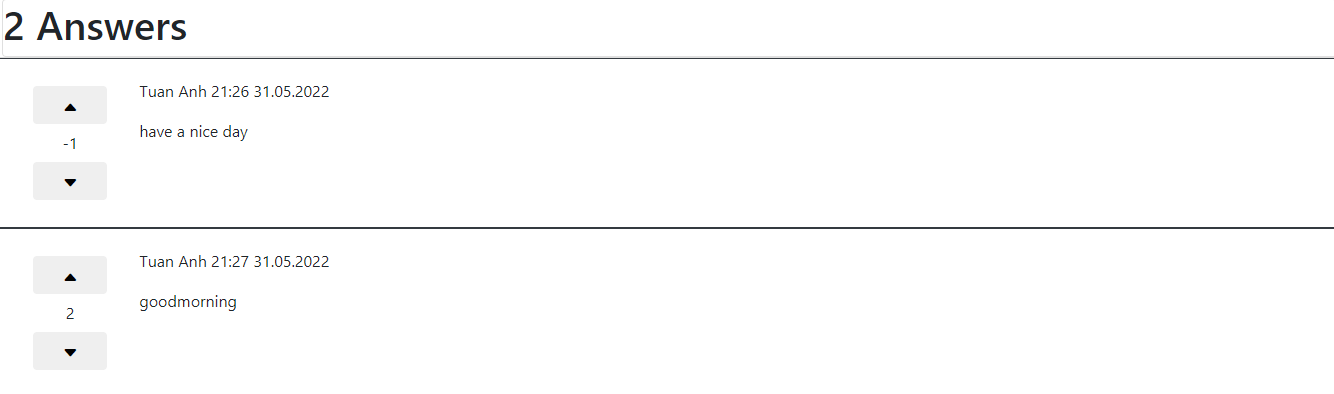 2 Answers
Tuan Anh 21:26 31.05.2022
have a nice day
-1
Tuan Anh 21:27 31.05.2022
goodmorning
2